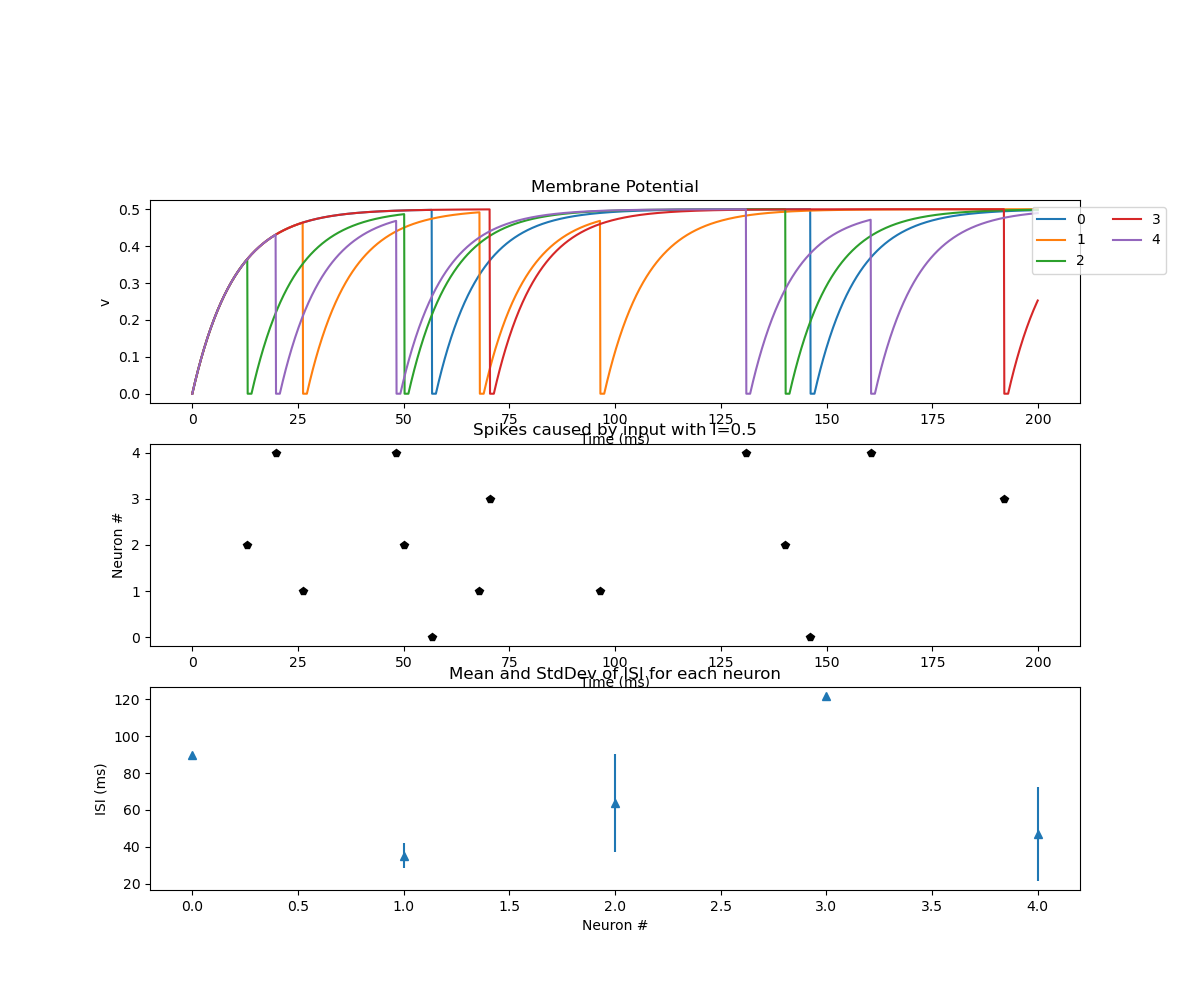 Membrane Potential
0.5
0.4
0.3
0.2
0.1
0.0
v
0 25 50 75 100 125 150 175 200
Time (ms)
0 3
1 4
2
Spikes caused by input with I=0.5
4
3
2
1
0
Neuron #
0 25 50 75 100 125 150 175 200
Time (ms)
Mean and StdDev of ISI for each neuron
120
100
80
60
40
20
ISI (ms)
0.0 0.5 1.0 1.5 2.0 2.5 3.0 3.5 4.0
Neuron #